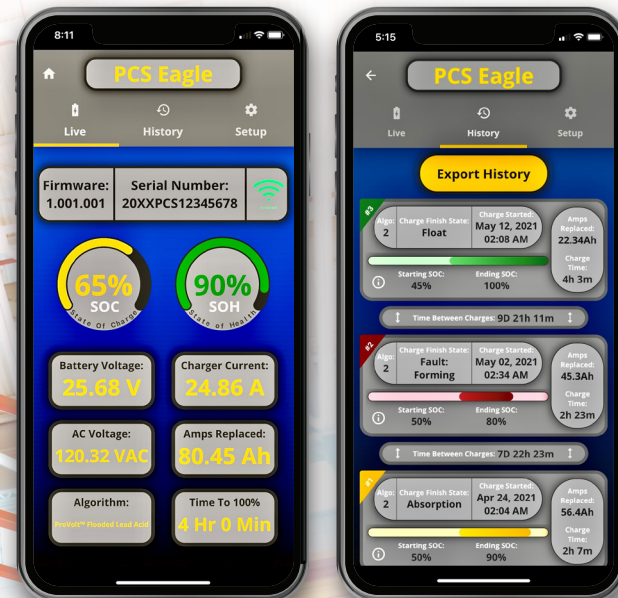 8:11
PCS Eagle
Live History Setup
Firmware: 1.001.001
Serial Number: 20XXPCS12345678
65%
SOC
State Of Charge
90%
SOH
State of Health
Battery Voltage:
25.68 V
Charger Current:
24.86 A
AC Voltage:
120.32 VAC
Amps Replaced:
80.45 Ah
Algorithm:
ProVolt™ Flooded Lead Acid
Time To 100%
4 Hr 0 Min
5:15
PCS Eagle
Live History Setup
Export History
#3
Algo:
2
Charge Finish State:
Float
Charge Started:
May 12, 2021
02:08 AM
Amps
Replaced:
22.34Ah
Charge
Time:
4h 3m
Starting SOC:
45%
Ending SOC:
100%
Time Between Charges: 9D 21h 11m
#2
Algo:
2
Charge Finish State:
Fault:
Forming
Charge Started:
May 02, 2021
02:34 AM
Amps
Replaced:
45.3Ah
Charge
Time:
2h 23m
Starting SOC:
50%
Ending SOC:
80%
Time Between Charges: 7D 22h 23m
#1
Algo:
2
Charge Finish State:
Absorption
Charge Started:
Apr 24, 2021
02:04 AM
Amps
Replaced:
56.4Ah
Charge
Time:
2h 7m
Starting SOC:
50%
Ending SOC:
90%